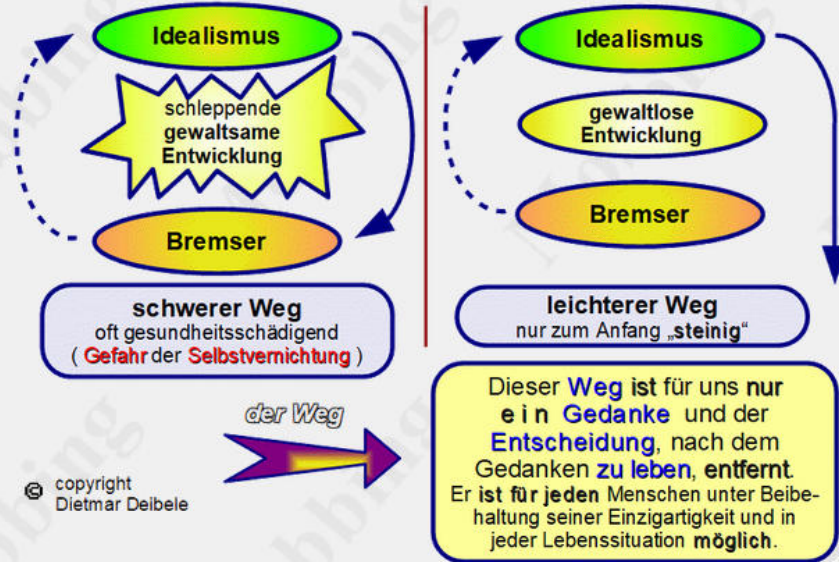 Idealismus
schleppende
gewaltsame
Entwicklung
Bremser
schwerer Weg
oft gesundheitsschädigend
( Gefahr der Selbstvernichtung )
Idealismus
gewaltlose
Entwicklung
Bremser
leichterer Weg
nur zum Anfang „steinig“
der Weg
© copyright
Dietmar Deibele
Dieser Weg ist für uns nur
e i n Gedanke und der
Entscheidung, nach dem
Gedanken zu leben, entfernt.
Er ist für jeden Menschen unter Beibe-
haltung seiner Einzigartigkeit und in
jeder Lebenssituation möglich.